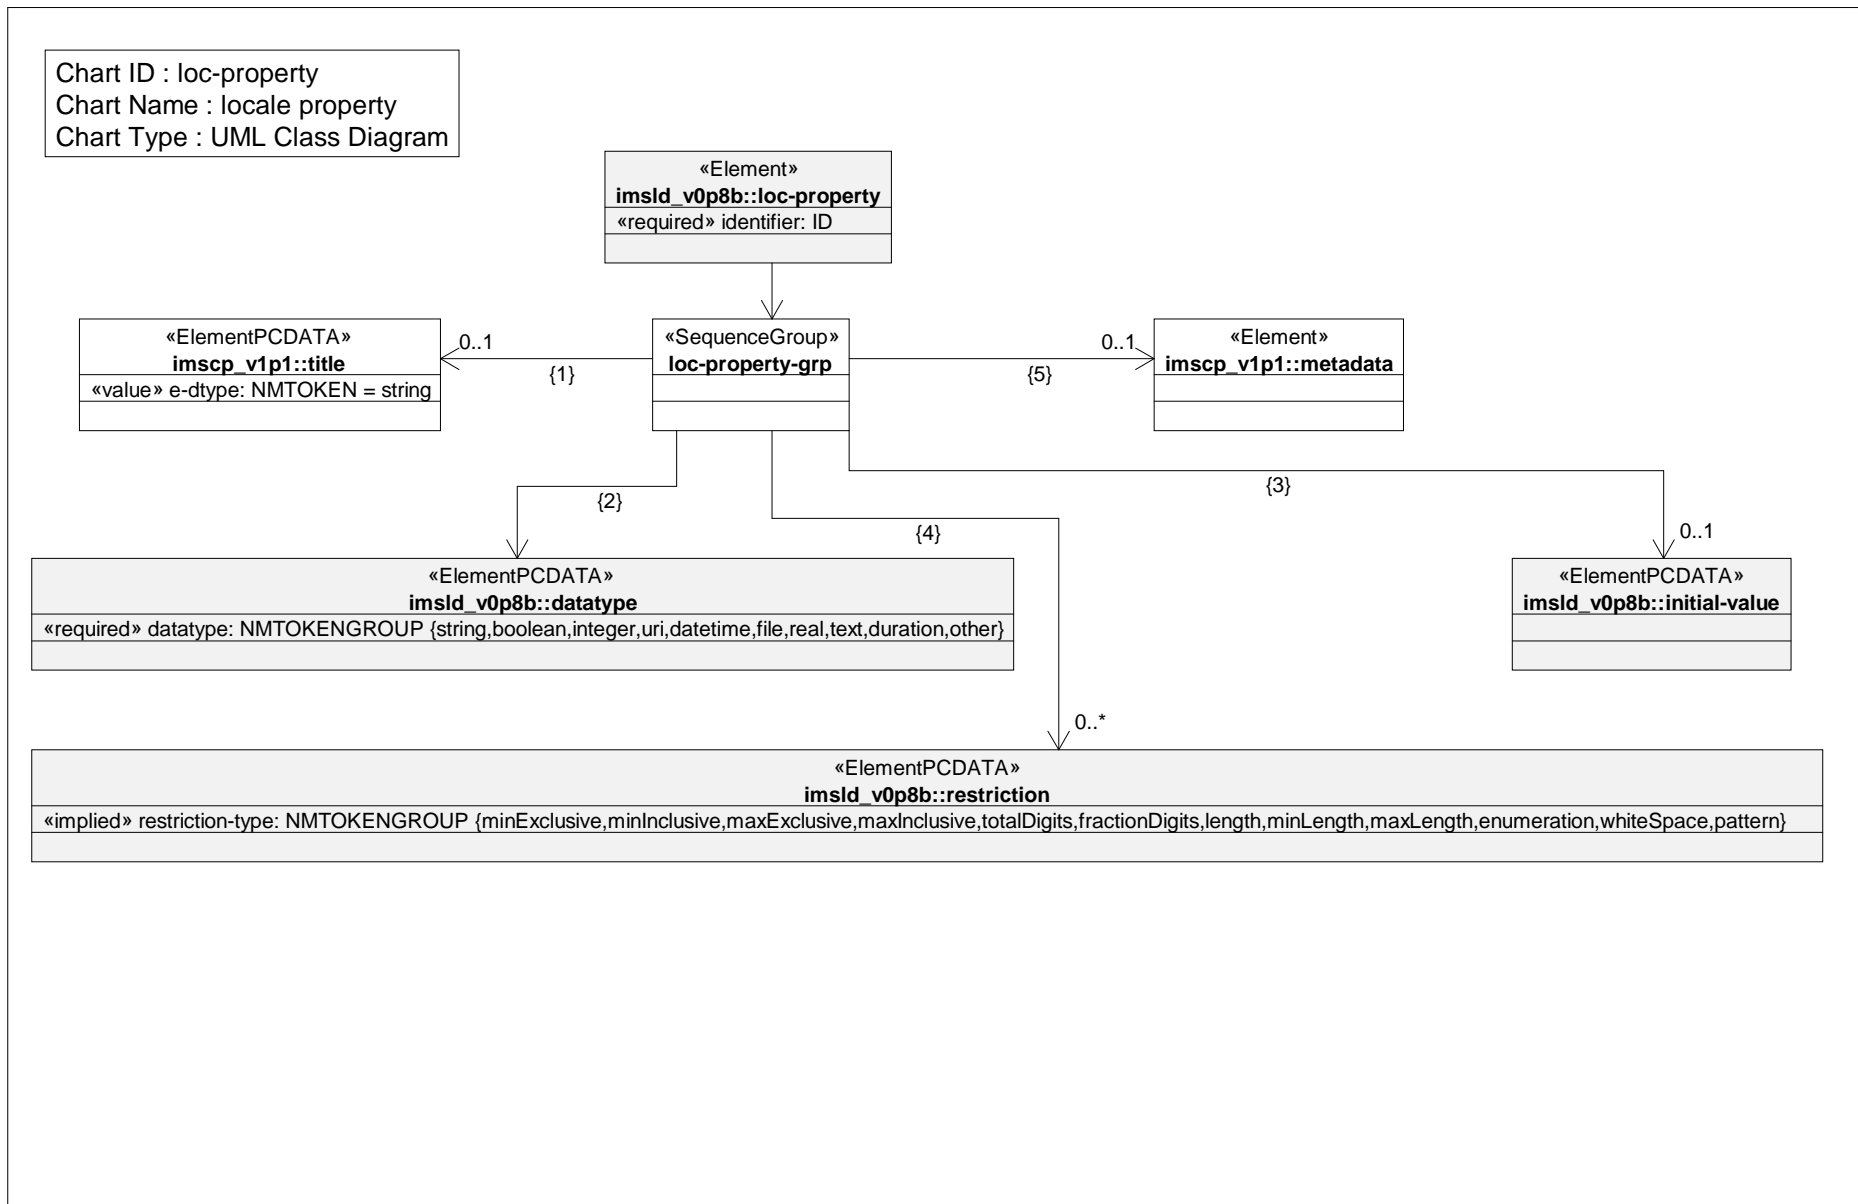 Chart ID : loc-property
Chart Name : locale property
Chart Type : UML Class Diagram
«Element»
imsld_v0p8b::loc-property
«required» identifier: ID
«ElementPCDATA»
imscp_v1p1::title
«value» e-dtype: NMTOKEN = string
0..1
{1}
«SequenceGroup»
loc-property-grp
0..1
{5}
«Element»
imscp_v1p1::metadata
{2}
{4}
{3}
0..1
«ElementPCDATA»
imsld_v0p8b::datatype
«required» datatype: NMTOKENGROUP {string,boolean,integer,uri,datetime,file,real,text,duration,other}
«ElementPCDATA»
imsld_v0p8b::initial-value
0..*
«ElementPCDATA»
imsld_v0p8b::restriction
«implied» restriction-type: NMTOKENGROUP {minExclusive,minInclusive,maxExclusive,maxInclusive,totalDigits,fractionDigits,length,minLength,maxLength,enumeration,whiteSpace,pattern}